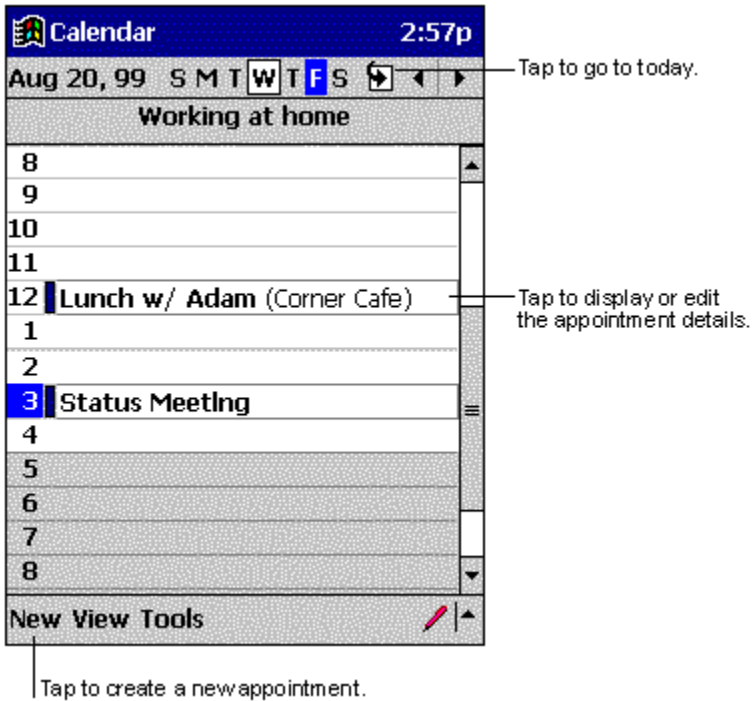 Calendar 2:57p
Aug 20, 99 S M T W T F S
Tap to go to today.
Working at home
8
9
10
11
12 Lunch w/ Adam (Corner Cafe)
Tap to display or edit
the appointment details.
1
2
3 Status Meeting
4
5
6
7
8
New View Tools
Tap to create a new appointment.